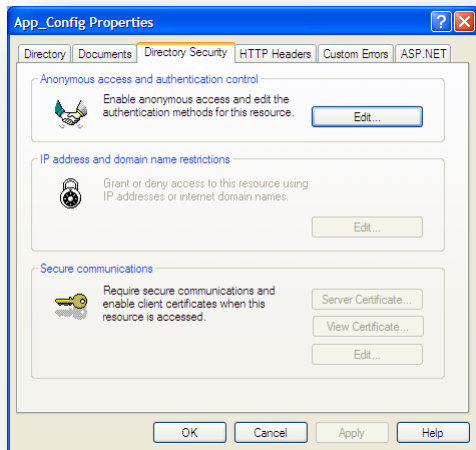 App_Config Properties
Directory Documents Directory Security HTTP Headers Custom Errors ASP.NET
Anonymous access and authentication control
Enable anonymous access and edit the
authentication methods for this resource.
Edit...
IP address and domain name restrictions
Grant or deny access to this resource using
IP addresses or internet domain names.
Edit...
Secure communications
Require secure communications and
enable client certificates when this
resource is accessed.
Server Certificate...
View Certificate...
Edit...
OK Cancel Apply Help